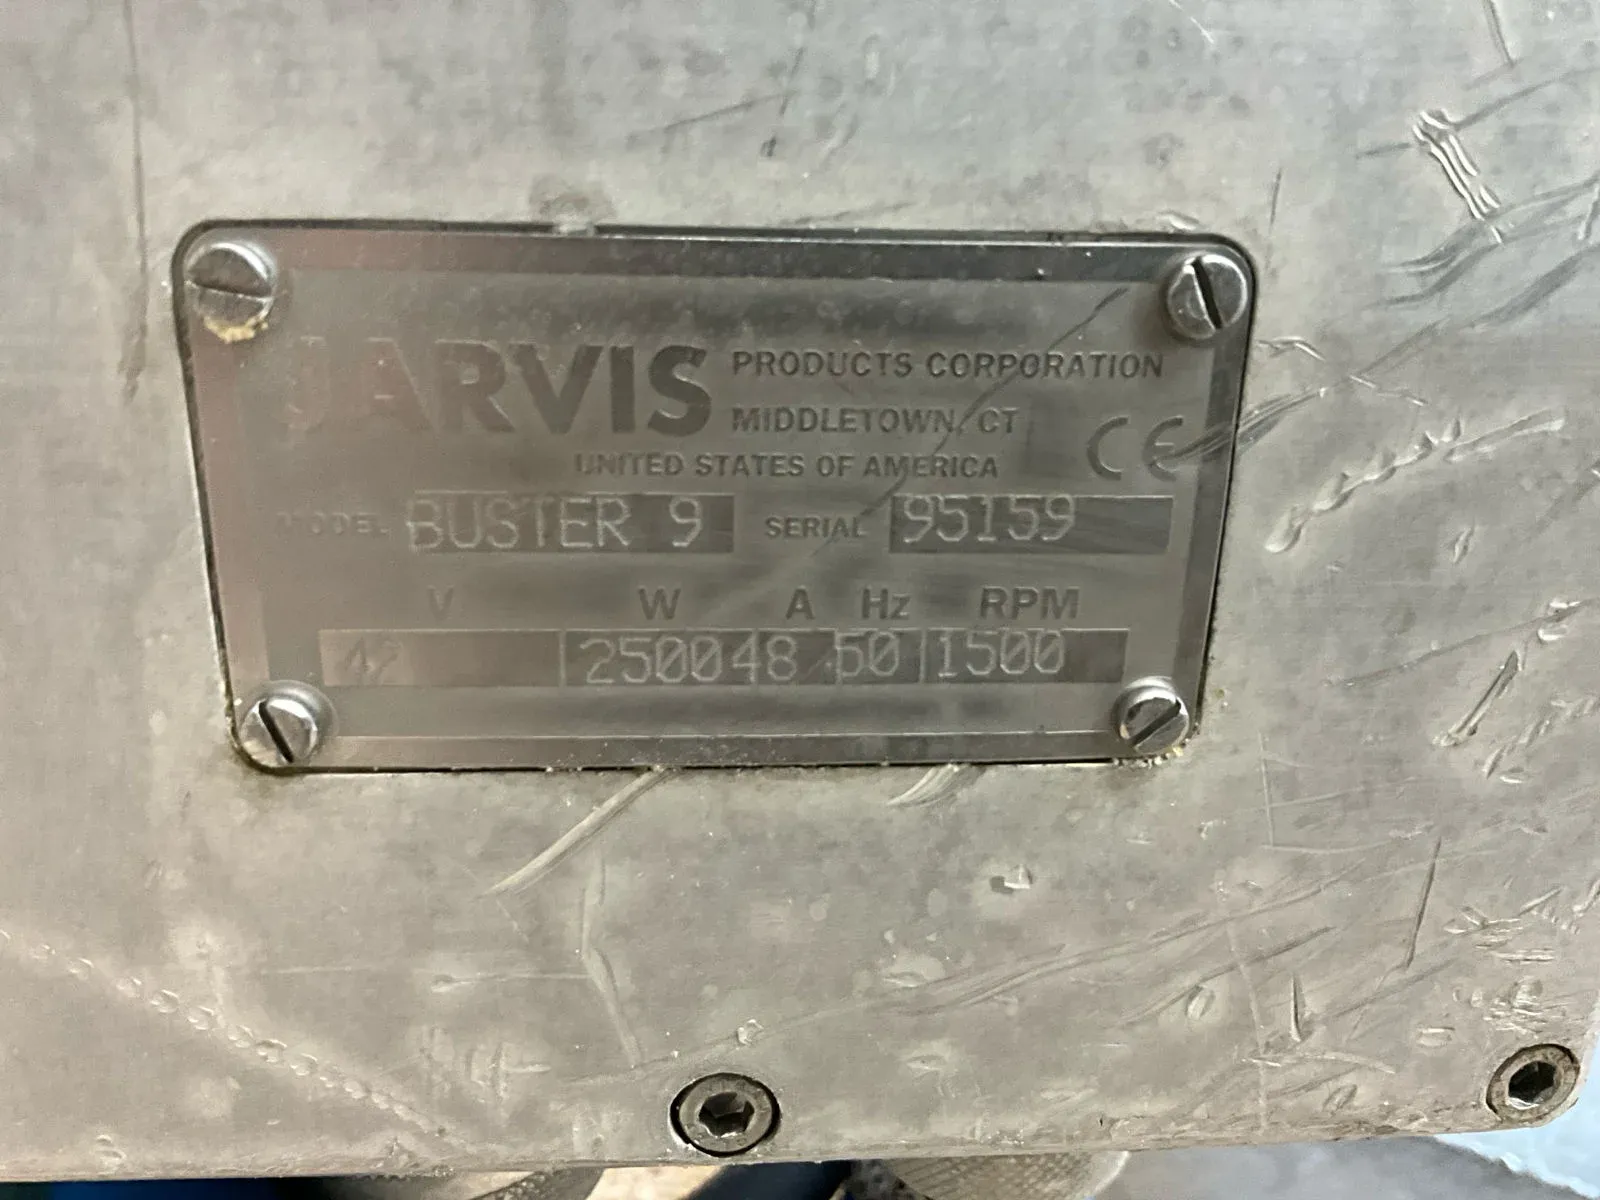 JARVIS PRODUCTS CORPORATION
MIDDLETOWN, CT
UNITED STATES OF AMERICA
CE
MODEL BUSTER 9 SERIAL 95159
V W A Hz RPM
42 2500 48 50 1500